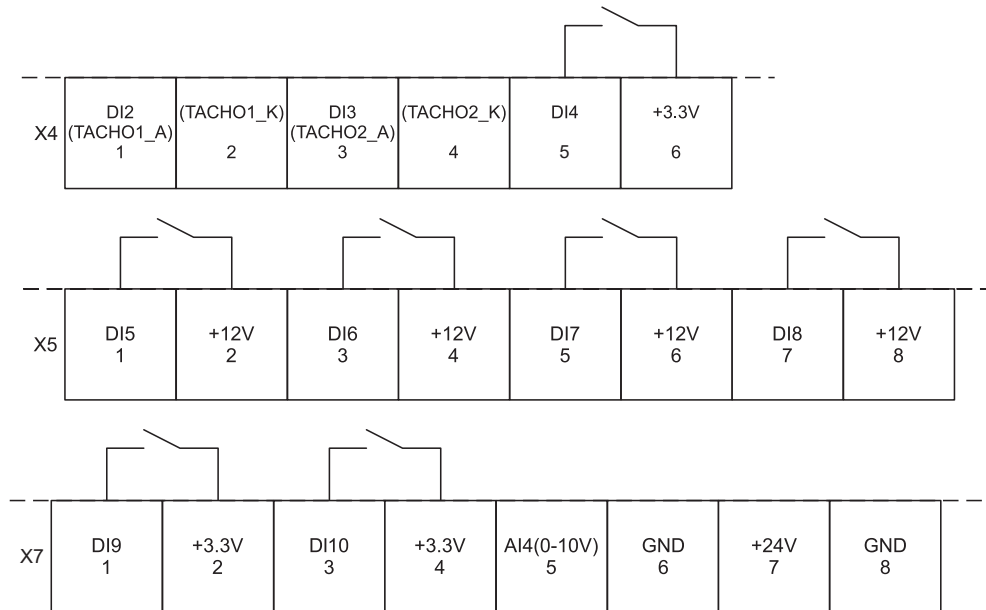 X4
DI2 (TACHO1_A) 1
(TACHO1_K) 2
DI3 (TACHO2_A) 3
(TACHO2_K) 4
DI4 5
+3.3V 6
X5
DI5 1
+12V 2
DI6 3
+12V 4
DI7 5
+12V 6
DI8 7
+12V 8
X7
DI9 1
+3.3V 2
DI10 3
+3.3V 4
AI4(0-10V) 5
GND 6
+24V 7
GND 8